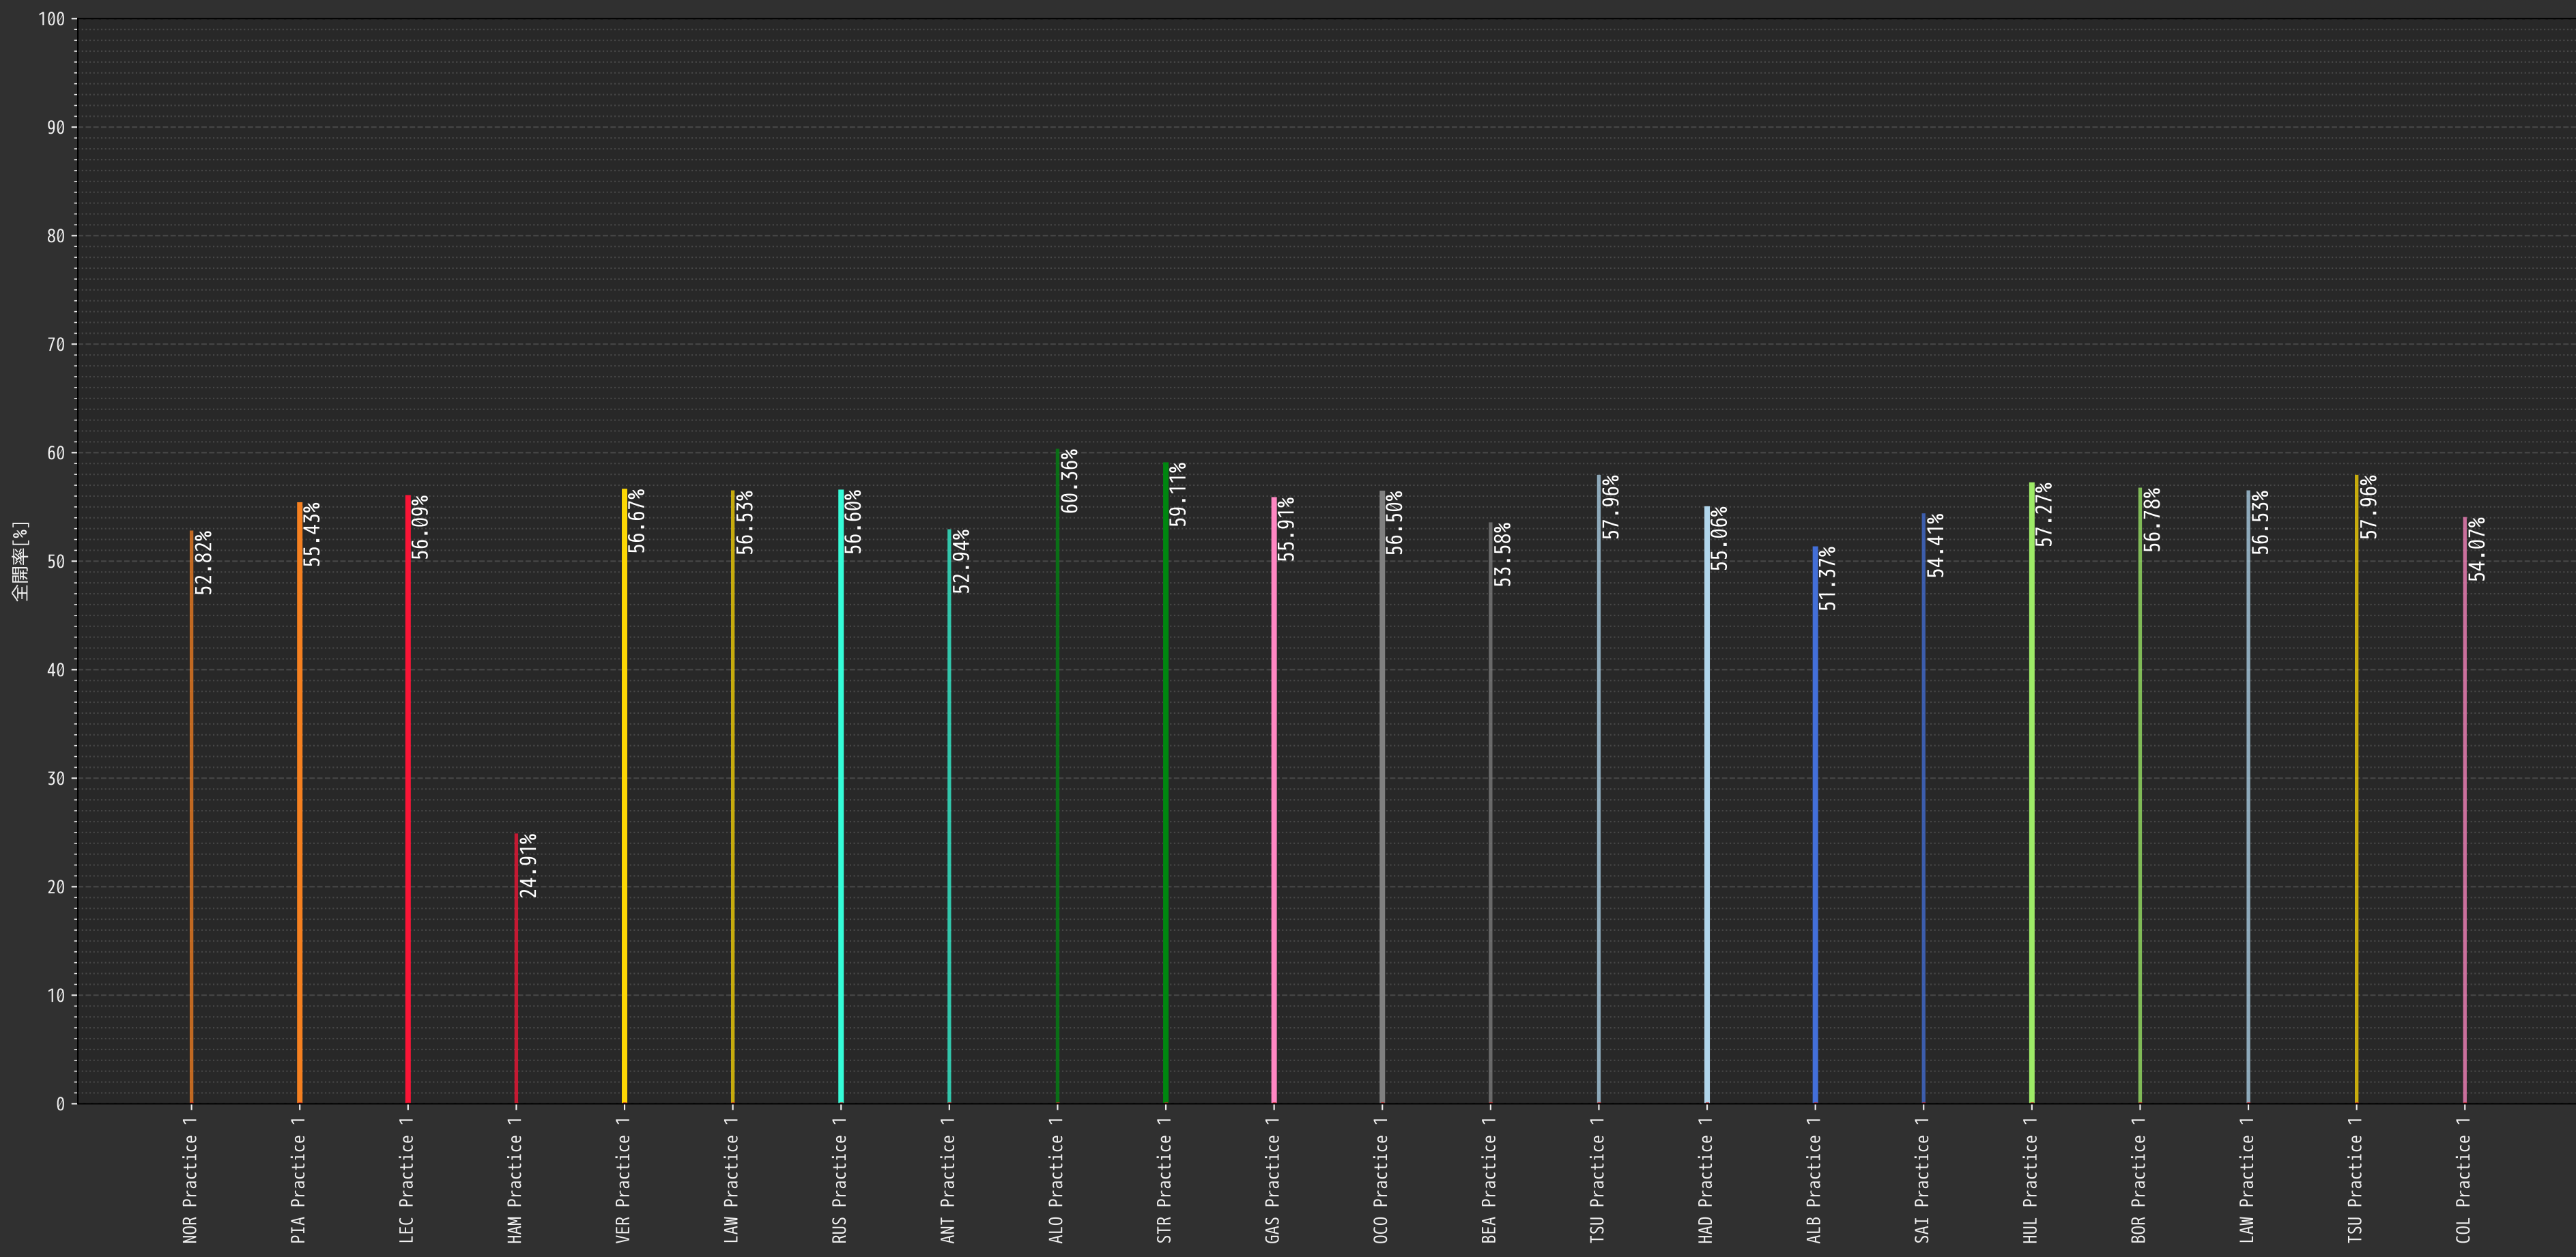 100
90
80
70
60
50
40
30
20
10
0
全開率[%]
52.82%
55.43%
56.09%
24.91%
56.67%
56.53%
56.60%
52.94%
60.36%
59.11%
55.91%
56.50%
53.58%
57.96%
55.06%
51.37%
54.41%
57.27%
56.78%
56.53%
57.96%
54.07%
NOR Practice 1
PIA Practice 1
LEC Practice 1
HAM Practice 1
VER Practice 1
LAW Practice 1
RUS Practice 1
ANT Practice 1
ALO Practice 1
STR Practice 1
GAS Practice 1
OCO Practice 1
BEA Practice 1
TSU Practice 1
HAD Practice 1
ALB Practice 1
SAI Practice 1
HUL Practice 1
BOR Practice 1
LAW Practice 1
TSU Practice 1
COL Practice 1